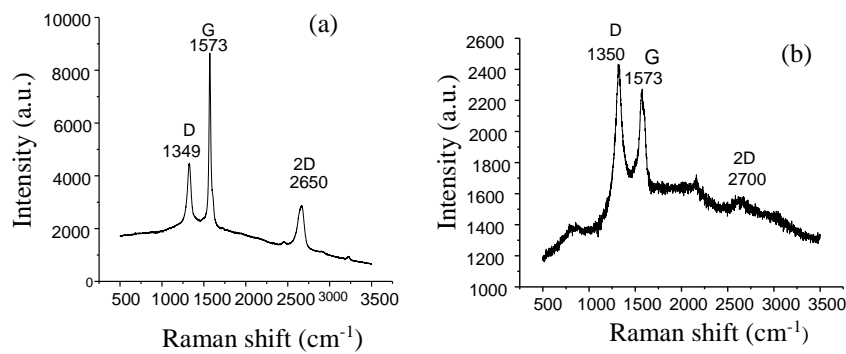 (a)
10000
8000
6000
4000
2000
0
Intensity (a.u.)
G
1573
D
1349
2D
2650
500 1000 1500 2000 2500 3000 3500
Raman shift (cm⁻¹)
(b)
2600
2400
2200
2000
1800
1600
1400
1200
1000
Intensity (a.u.)
D
1350
G
1573
2D
2700
500 1000 1500 2000 2500 3000 3500
Raman shift (cm⁻¹)